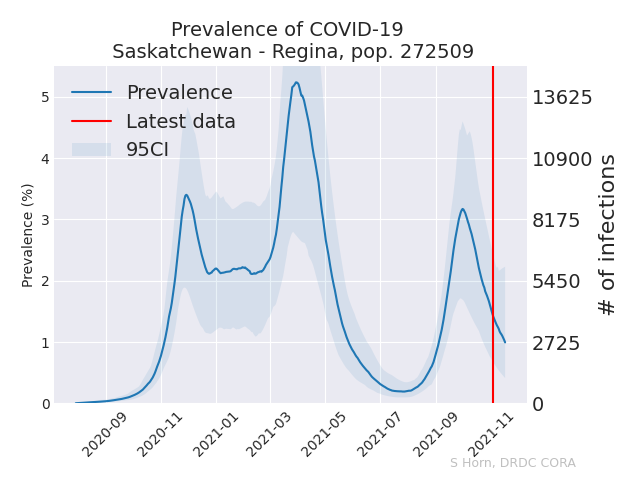 Prevalence of COVID-19
Saskatchewan - Regina, pop. 272509
Prevalence
Latest data
95CI
Prevalence (%)
5
4
3
2
1
0
13625
10900
8175
5450
2725
0
# of infections
2020-09
2020-11
2021-01
2021-03
2021-05
2021-07
2021-09
2021-11
S Horn, DRDC CORA